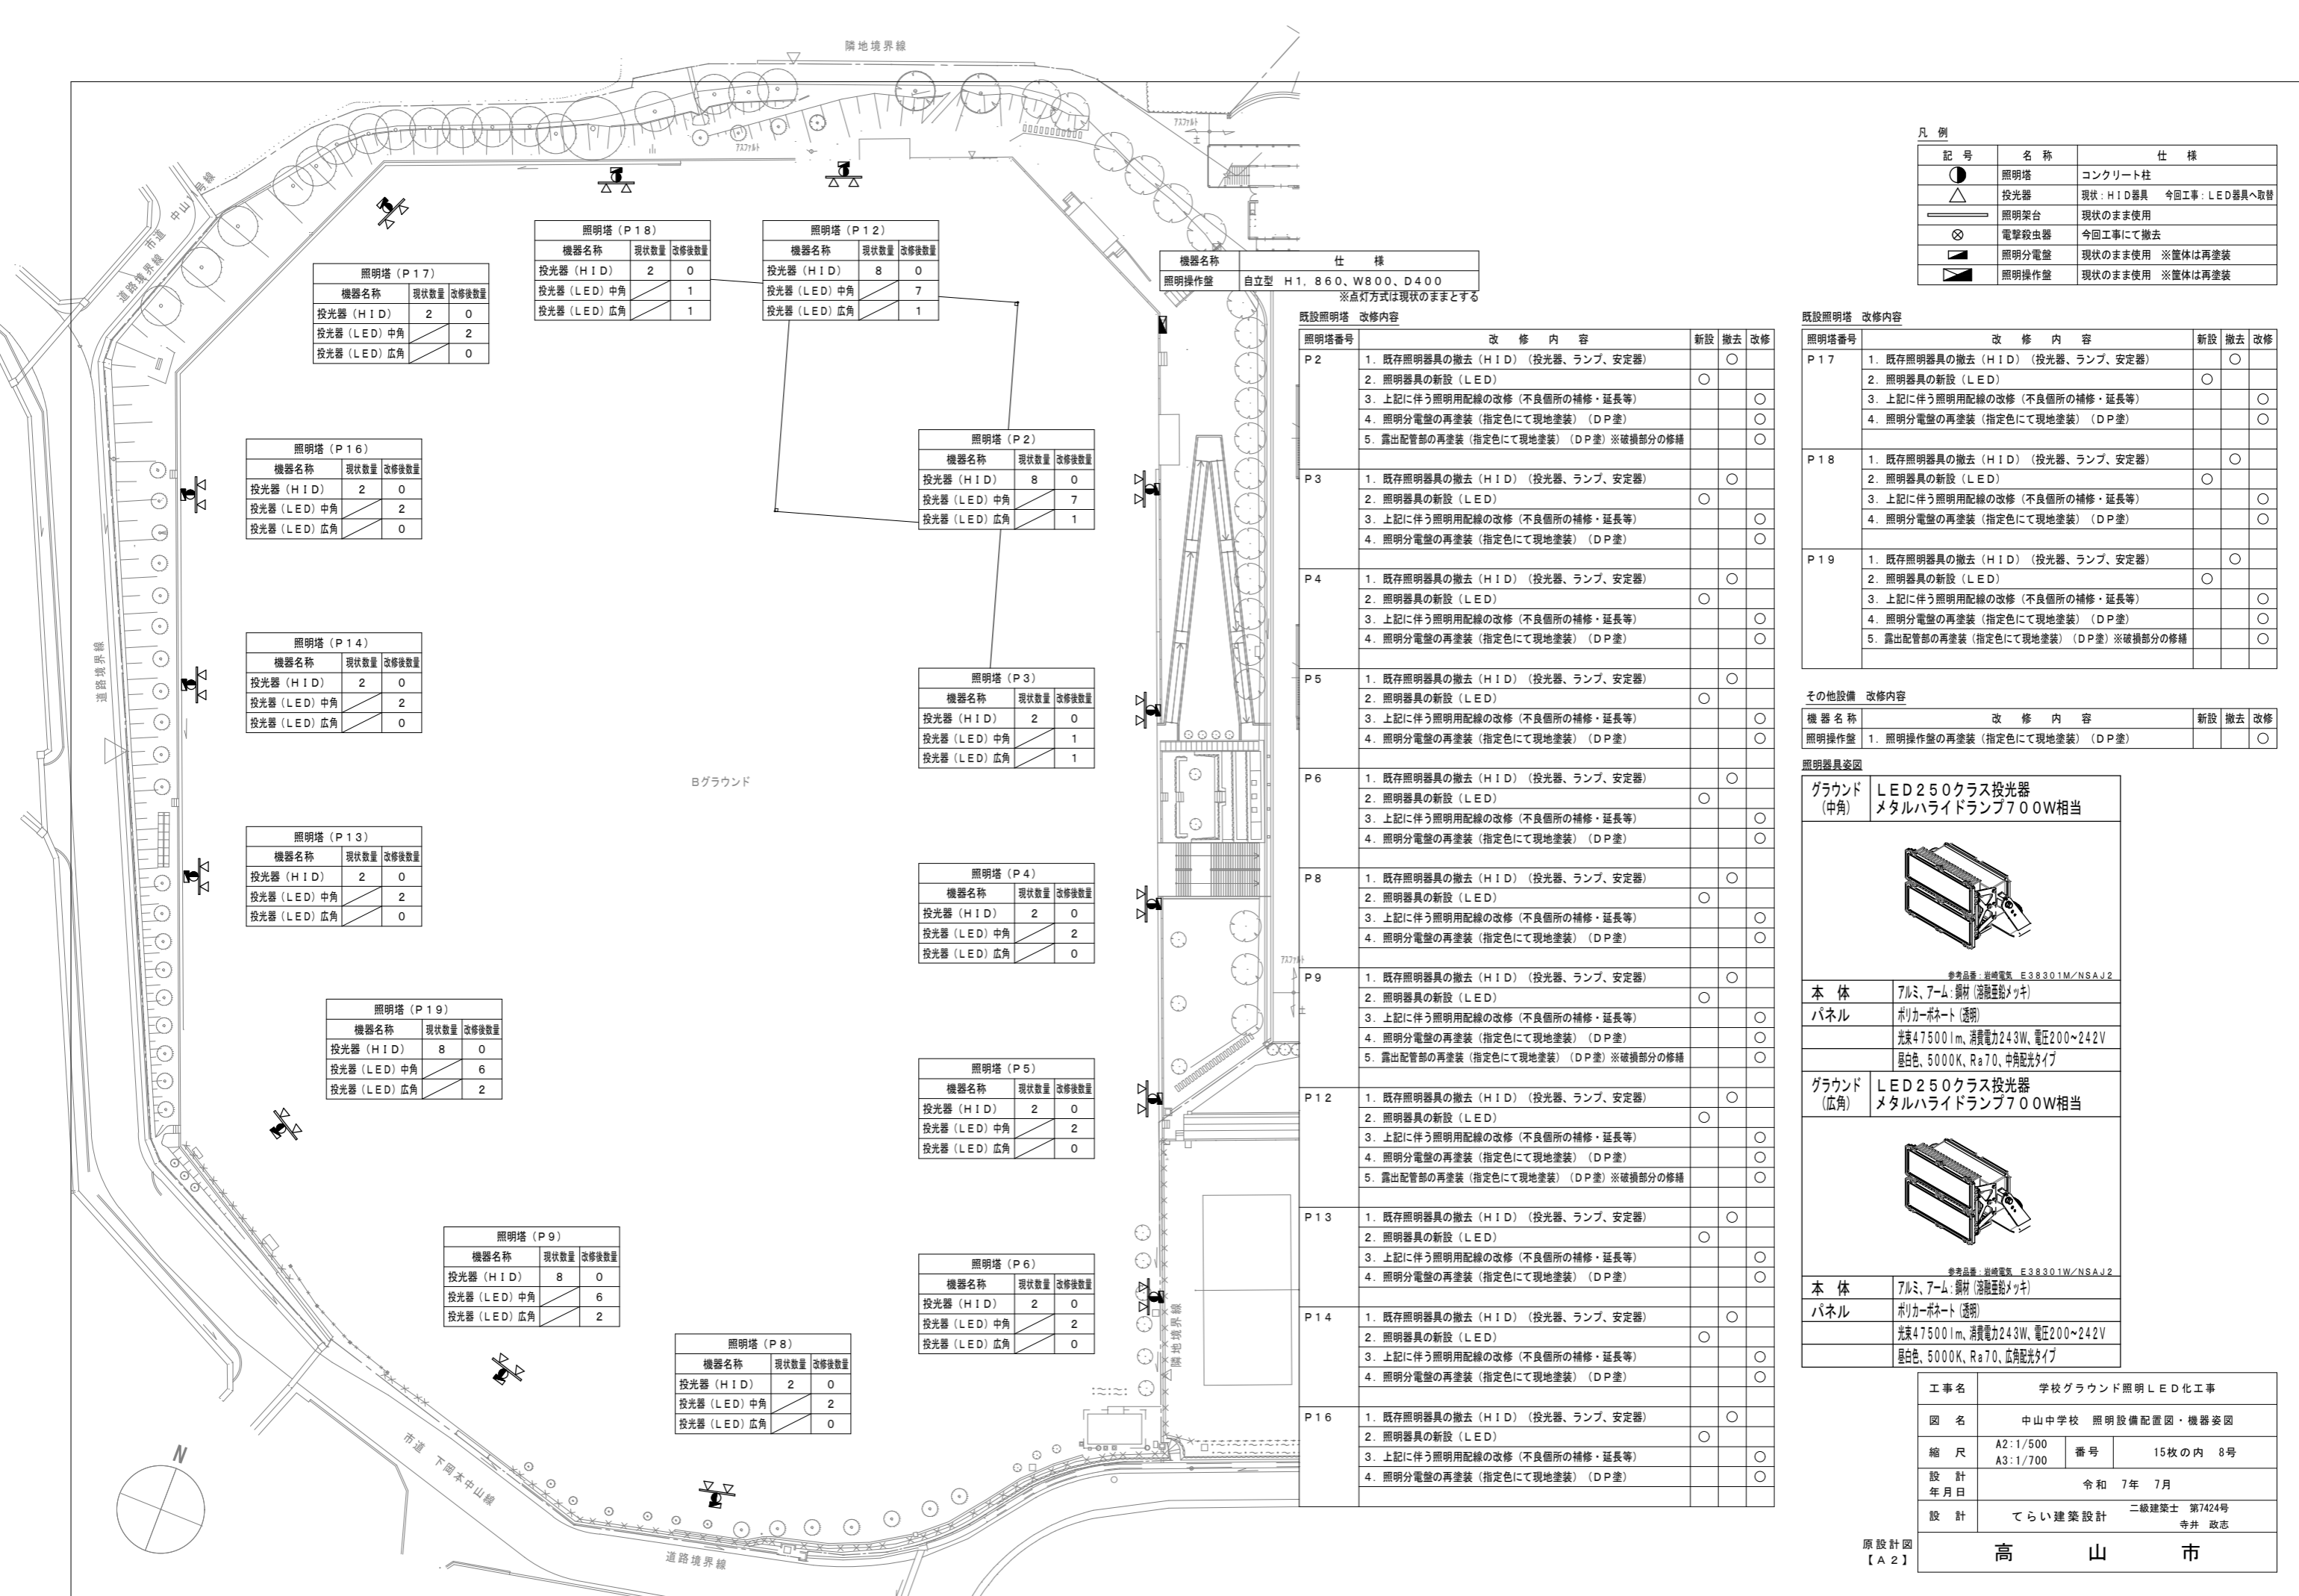 隣地境界線
アスファルト
アスファルト
市道　中山1号線
道路境界線
凡 例
記 号　名 称　仕　様
照明塔　コンクリート柱
投光器　現状：HID器具　今回工事：LED器具へ取替
照明架台　現状のまま使用
電撃殺虫器　今回工事にて撤去
照明分電盤　現状のまま使用　※筐体は再塗装
照明操作盤　現状のまま使用　※筐体は再塗装
機器名称　仕　様
照明操作盤　自立型　H1,860、W800、D400
※点灯方式は現状のままとする
照明塔（P18）
機器名称　現状数量　改修後数量
投光器（HID）　2　0
投光器（LED）中角　1
投光器（LED）広角　1
照明塔（P12）
機器名称　現状数量　改修後数量
投光器（HID）　8　0
投光器（LED）中角　7
投光器（LED）広角　1
照明塔（P17）
機器名称　現状数量　改修後数量
投光器（HID）　2　0
投光器（LED）中角　2
投光器（LED）広角　0
照明塔（P16）
機器名称　現状数量　改修後数量
投光器（HID）　2　0
投光器（LED）中角　2
投光器（LED）広角　0
照明塔（P2）
機器名称　現状数量　改修後数量
投光器（HID）　8　0
投光器（LED）中角　7
投光器（LED）広角　1
照明塔（P14）
機器名称　現状数量　改修後数量
投光器（HID）　2　0
投光器（LED）中角　2
投光器（LED）広角　0
道路境界線
照明塔（P3）
機器名称　現状数量　改修後数量
投光器（HID）　2　0
投光器（LED）中角　1
投光器（LED）広角　1
Bグラウンド
照明塔（P13）
機器名称　現状数量　改修後数量
投光器（HID）　2　0
投光器（LED）中角　2
投光器（LED）広角　0
照明塔（P4）
機器名称　現状数量　改修後数量
投光器（HID）　2　0
投光器（LED）中角　2
投光器（LED）広角　0
アスファルト
照明塔（P19）
機器名称　現状数量　改修後数量
投光器（HID）　8　0
投光器（LED）中角　6
投光器（LED）広角　2
照明塔（P5）
機器名称　現状数量　改修後数量
投光器（HID）　2　0
投光器（LED）中角　2
投光器（LED）広角　0
照明塔（P9）
機器名称　現状数量　改修後数量
投光器（HID）　8　0
投光器（LED）中角　6
投光器（LED）広角　2
照明塔（P6）
機器名称　現状数量　改修後数量
投光器（HID）　2　0
投光器（LED）中角　2
投光器（LED）広角　0
隣地境界線
照明塔（P8）
機器名称　現状数量　改修後数量
投光器（HID）　2　0
投光器（LED）中角　2
投光器（LED）広角　0
N
市道　下岡本中山線
道路境界線
既設照明塔　改修内容
照明塔番号　改　修　内　容　新設　撤去　改修
P2　1．既存照明器具の撤去（HID）（投光器、ランプ、安定器）　○
2．照明器具の新設（LED）　○
3．上記に伴う照明用配線の改修（不良個所の補修・延長等）　○
4．照明分電盤の再塗装（指定色にて現地塗装）（DP塗）　○
5．露出配管部の再塗装（指定色にて現地塗装）（DP塗）※破損部分の修繕　○
P3　1．既存照明器具の撤去（HID）（投光器、ランプ、安定器）　○
2．照明器具の新設（LED）　○
3．上記に伴う照明用配線の改修（不良個所の補修・延長等）　○
4．照明分電盤の再塗装（指定色にて現地塗装）（DP塗）　○
P4　1．既存照明器具の撤去（HID）（投光器、ランプ、安定器）　○
2．照明器具の新設（LED）　○
3．上記に伴う照明用配線の改修（不良個所の補修・延長等）　○
4．照明分電盤の再塗装（指定色にて現地塗装）（DP塗）　○
P5　1．既存照明器具の撤去（HID）（投光器、ランプ、安定器）　○
2．照明器具の新設（LED）　○
3．上記に伴う照明用配線の改修（不良個所の補修・延長等）　○
4．照明分電盤の再塗装（指定色にて現地塗装）（DP塗）　○
P6　1．既存照明器具の撤去（HID）（投光器、ランプ、安定器）　○
2．照明器具の新設（LED）　○
3．上記に伴う照明用配線の改修（不良個所の補修・延長等）　○
4．照明分電盤の再塗装（指定色にて現地塗装）（DP塗）　○
P8　1．既存照明器具の撤去（HID）（投光器、ランプ、安定器）　○
2．照明器具の新設（LED）　○
3．上記に伴う照明用配線の改修（不良個所の補修・延長等）　○
4．照明分電盤の再塗装（指定色にて現地塗装）（DP塗）　○
P9　1．既存照明器具の撤去（HID）（投光器、ランプ、安定器）　○
2．照明器具の新設（LED）　○
3．上記に伴う照明用配線の改修（不良個所の補修・延長等）　○
4．照明分電盤の再塗装（指定色にて現地塗装）（DP塗）　○
5．露出配管部の再塗装（指定色にて現地塗装）（DP塗）※破損部分の修繕　○
P12　1．既存照明器具の撤去（HID）（投光器、ランプ、安定器）　○
2．照明器具の新設（LED）　○
3．上記に伴う照明用配線の改修（不良個所の補修・延長等）　○
4．照明分電盤の再塗装（指定色にて現地塗装）（DP塗）　○
5．露出配管部の再塗装（指定色にて現地塗装）（DP塗）※破損部分の修繕　○
P13　1．既存照明器具の撤去（HID）（投光器、ランプ、安定器）　○
2．照明器具の新設（LED）　○
3．上記に伴う照明用配線の改修（不良個所の補修・延長等）　○
4．照明分電盤の再塗装（指定色にて現地塗装）（DP塗）　○
P14　1．既存照明器具の撤去（HID）（投光器、ランプ、安定器）　○
2．照明器具の新設（LED）　○
3．上記に伴う照明用配線の改修（不良個所の補修・延長等）　○
4．照明分電盤の再塗装（指定色にて現地塗装）（DP塗）　○
P16　1．既存照明器具の撤去（HID）（投光器、ランプ、安定器）　○
2．照明器具の新設（LED）　○
3．上記に伴う照明用配線の改修（不良個所の補修・延長等）　○
4．照明分電盤の再塗装（指定色にて現地塗装）（DP塗）　○
既設照明塔　改修内容
照明塔番号　改　修　内　容　新設　撤去　改修
P17　1．既存照明器具の撤去（HID）（投光器、ランプ、安定器）　○
2．照明器具の新設（LED）　○
3．上記に伴う照明用配線の改修（不良個所の補修・延長等）　○
4．照明分電盤の再塗装（指定色にて現地塗装）（DP塗）　○
P18　1．既存照明器具の撤去（HID）（投光器、ランプ、安定器）　○
2．照明器具の新設（LED）　○
3．上記に伴う照明用配線の改修（不良個所の補修・延長等）　○
4．照明分電盤の再塗装（指定色にて現地塗装）（DP塗）　○
P19　1．既存照明器具の撤去（HID）（投光器、ランプ、安定器）　○
2．照明器具の新設（LED）　○
3．上記に伴う照明用配線の改修（不良個所の補修・延長等）　○
4．照明分電盤の再塗装（指定色にて現地塗装）（DP塗）　○
5．露出配管部の再塗装（指定色にて現地塗装）（DP塗）※破損部分の修繕　○
その他設備　改修内容
機器名称　改　修　内　容　新設　撤去　改修
照明操作盤　1．照明操作盤の再塗装（指定色にて現地塗装）（DP塗）　○
照明器具姿図
グラウンド（中角）　LED250クラス投光器
メタルハライドランプ700W相当
参考品番：岩崎電気　E38301M/NSAJ2
本　体　アルミ、アーム：鋼材（溶融亜鉛メッキ）
パネル　ポリカーボネート（透明）
光束47500lm、消費電力243W、電圧200~242V
昼白色、5000K、Ra70、中角配光タイプ
グラウンド（広角）　LED250クラス投光器
メタルハライドランプ700W相当
参考品番：岩崎電気　E38301W/NSAJ2
本　体　アルミ、アーム：鋼材（溶融亜鉛メッキ）
パネル　ポリカーボネート（透明）
光束47500lm、消費電力243W、電圧200~242V
昼白色、5000K、Ra70、広角配光タイプ
工事名　学校グラウンド照明LED化工事
図　名　中山中学校　照明設備配置図・機器姿図
縮　尺　A2:1/500　番号　15枚の内　8号
A3:1/700
設　計
年月日　令和　7年　7月
設　計　てらい建築設計　二級建築士　第7424号
寺井　政志
原設計図
【A2】
高　山　市